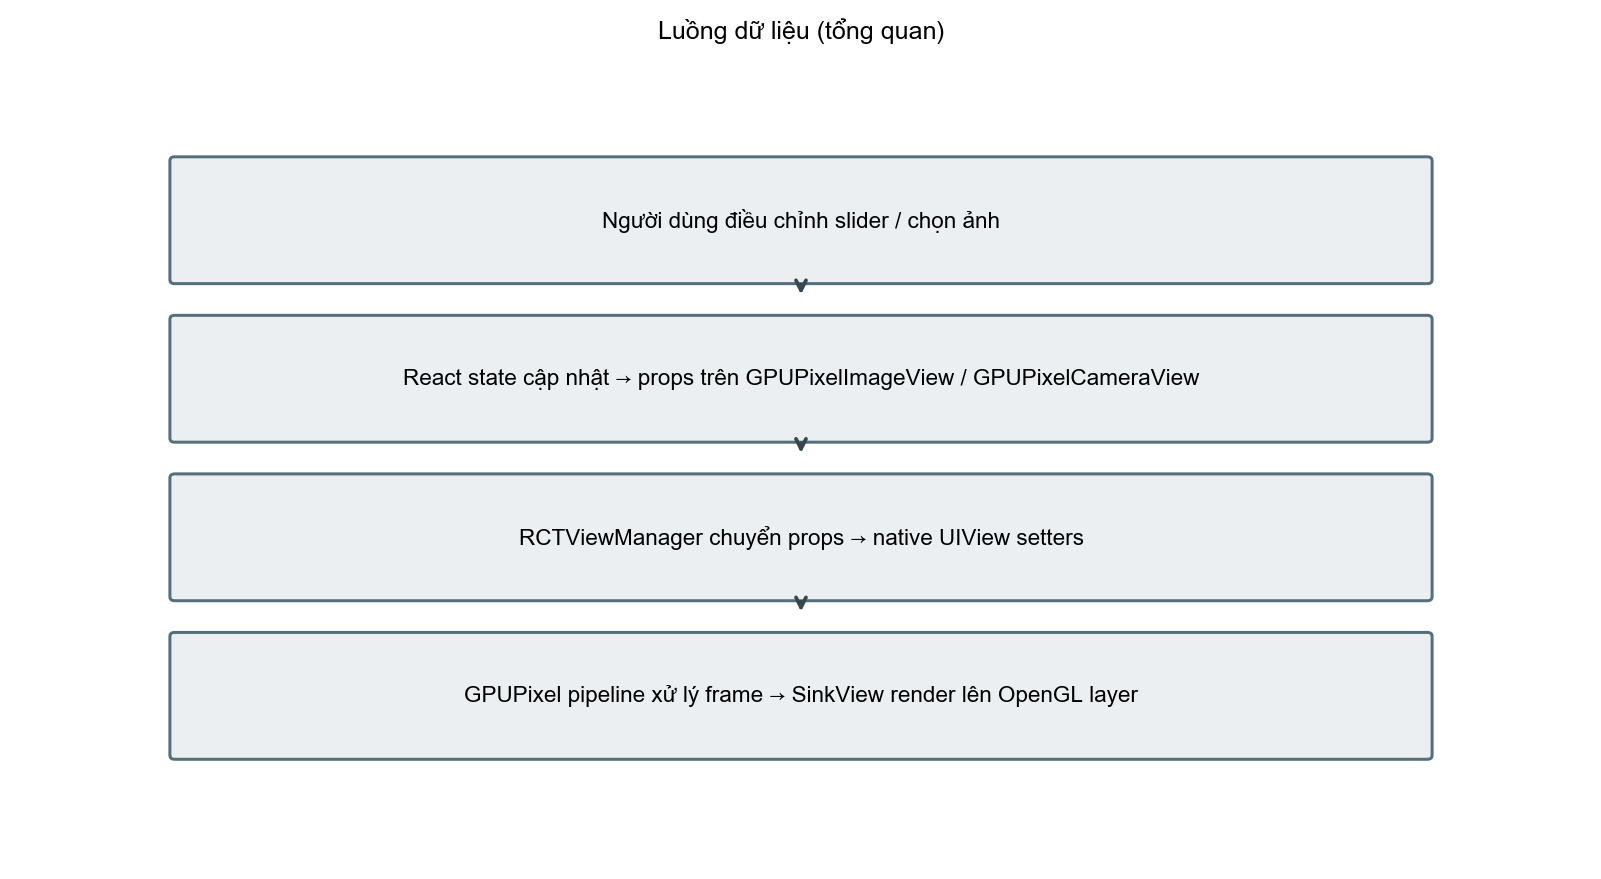 Luồng dữ liệu (tổng quan)
Người dùng điều chỉnh slider / chọn ảnh
React state cập nhật → props trên GPUPixelImageView / GPUPixelCameraView
RCTViewManager chuyển props → native UIView setters
GPUPixel pipeline xử lý frame → SinkView render lên OpenGL layer